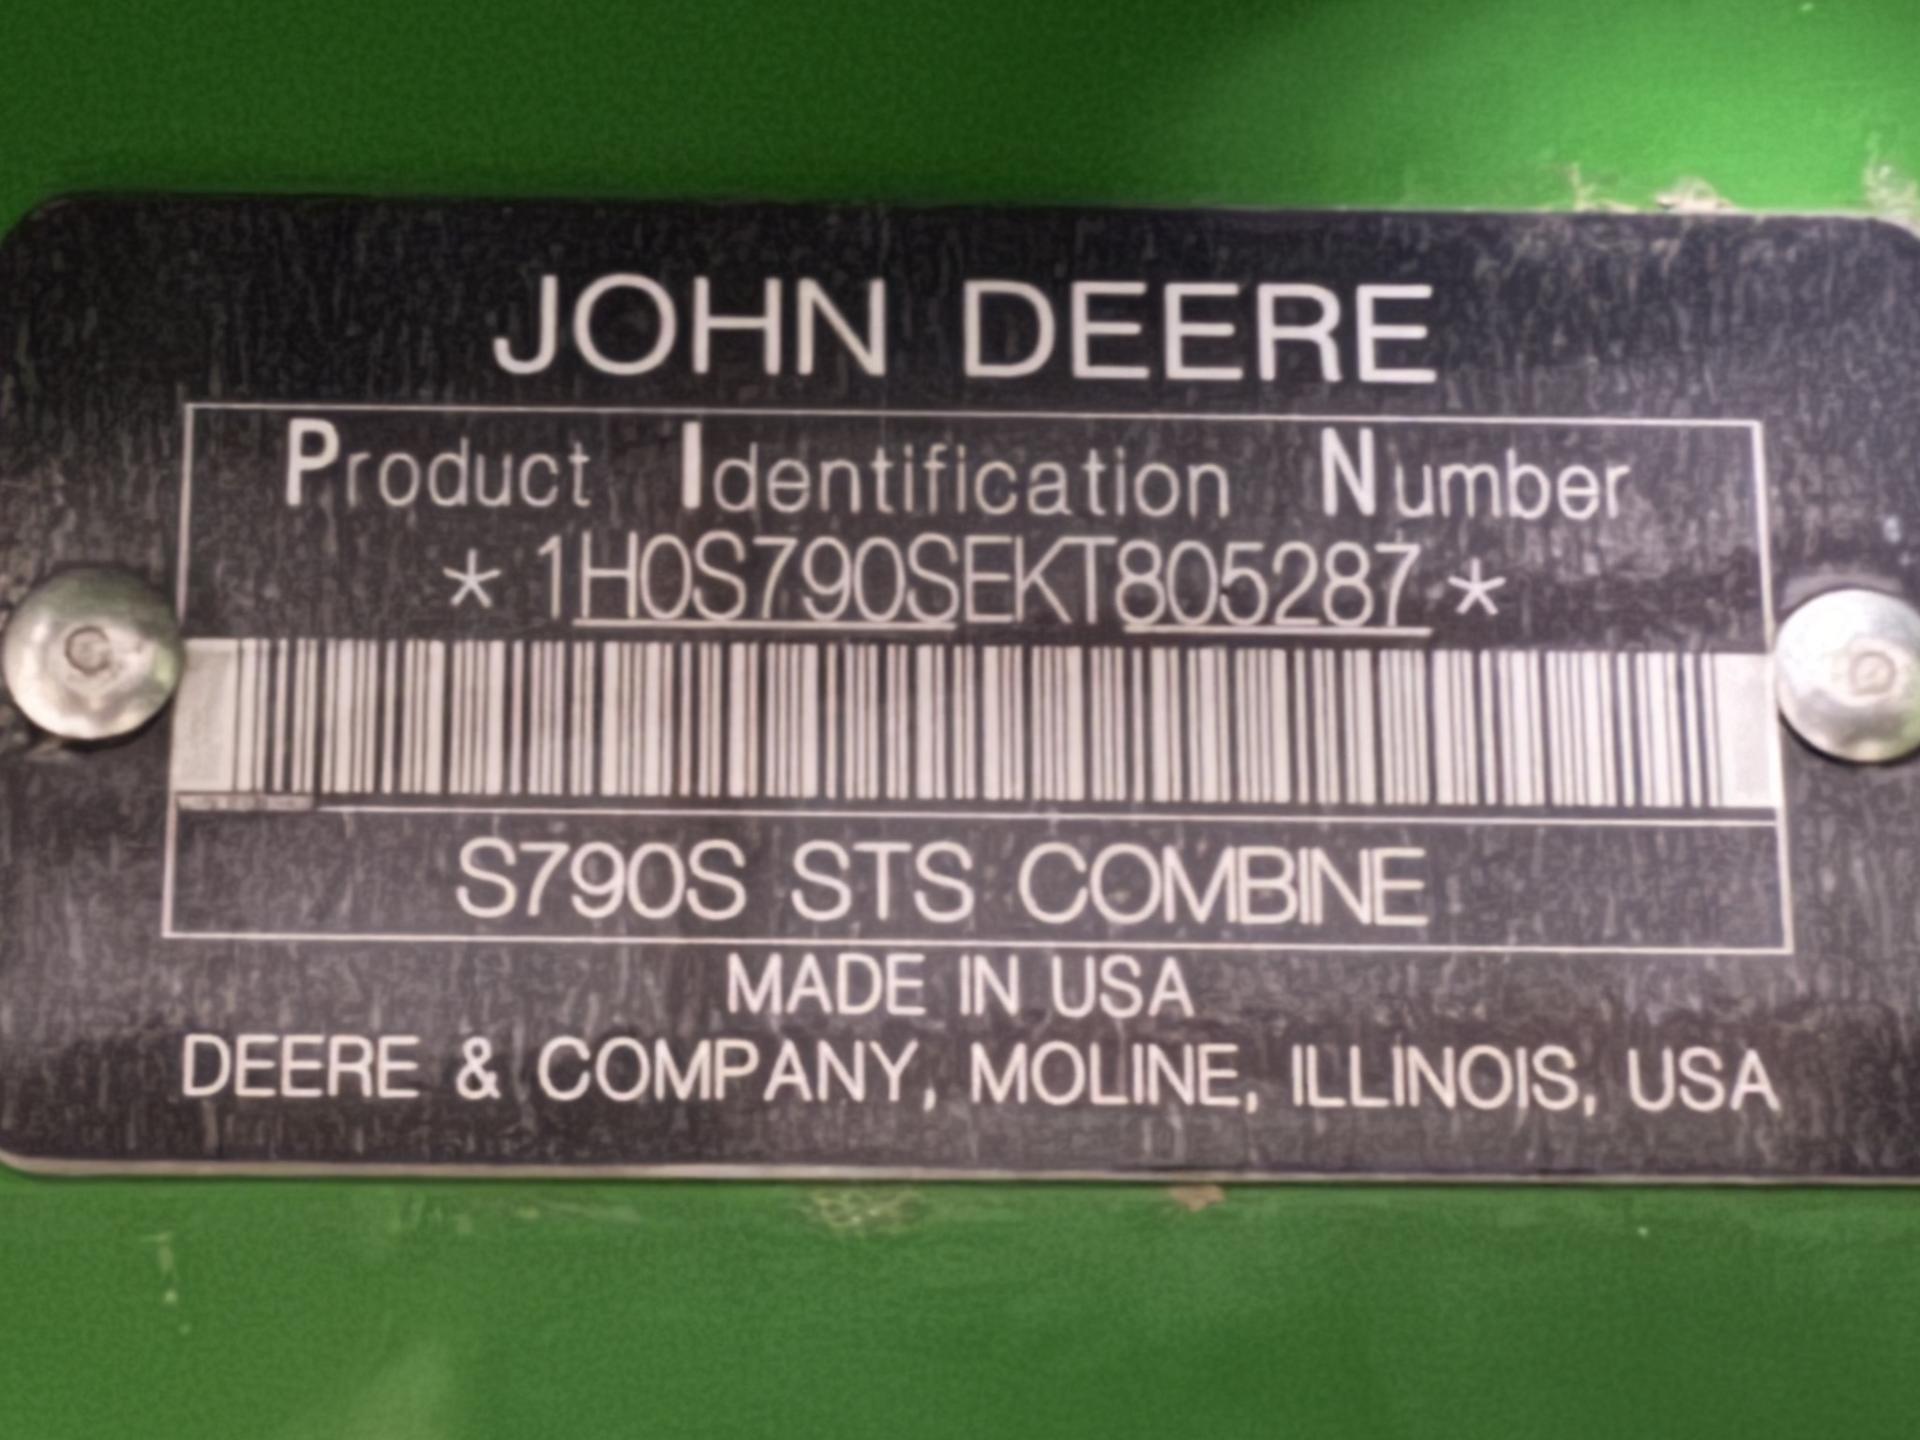 JOHN DEERE
Product Identification Number
*1H0S790SEKT805287*
S790S STS COMBINE
MADE IN USA
DEERE & COMPANY, MOLINE, ILLINOIS, USA